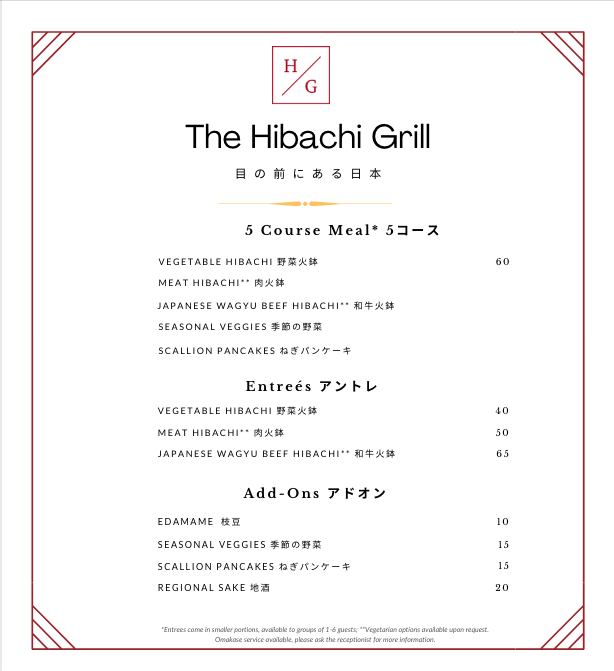 H
G
The Hibachi Grill
目の前にある日本
5 Course Meal* 5コース
VEGETABLE HIBACHI 野菜火鉢 60
MEAT HIBACHI** 肉火鉢
JAPANESE WAGYU BEEF HIBACHI** 和牛火鉢
SEASONAL VEGGIES 季節の野菜
SCALLION PANCAKES ねぎパンケーキ
Entreés アントレ
VEGETABLE HIBACHI 野菜火鉢 40
MEAT HIBACHI** 肉火鉢 50
JAPANESE WAGYU BEEF HIBACHI** 和牛火鉢 65
Add-Ons アドオン
EDAMAME 枝豆 10
SEASONAL VEGGIES 季節の野菜 15
SCALLION PANCAKES ねぎパンケーキ 15
REGIONAL SAKE 地酒 20
*Entrees come in smaller portions, available to groups of 1-6 guests; **Vegetarian options available upon request.
Omakase service available, please ask the receptionist for more information.